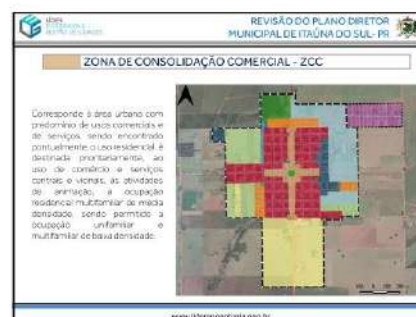 LÍDER
REVISÃO DO PLANO DIRETOR
MUNICIPAL DE ITAÚNA DO SUL- PR
ZONA DE CONSOLIDAÇÃO COMERCIAL - ZCC
Corresponde à área urbana com
predomínio de usos comerciais e
de serviços, sendo encontrado
pontualmente o uso residencial, é
destinada prioritariamente, ao
uso de comércio e serviços
centrais e vicinais, às atividades
de animação, a ocupação
residencial multifamiliar de média
densidade, sendo permitido a
ocupação unifamiliar e
multifamiliar de baixa densidade.